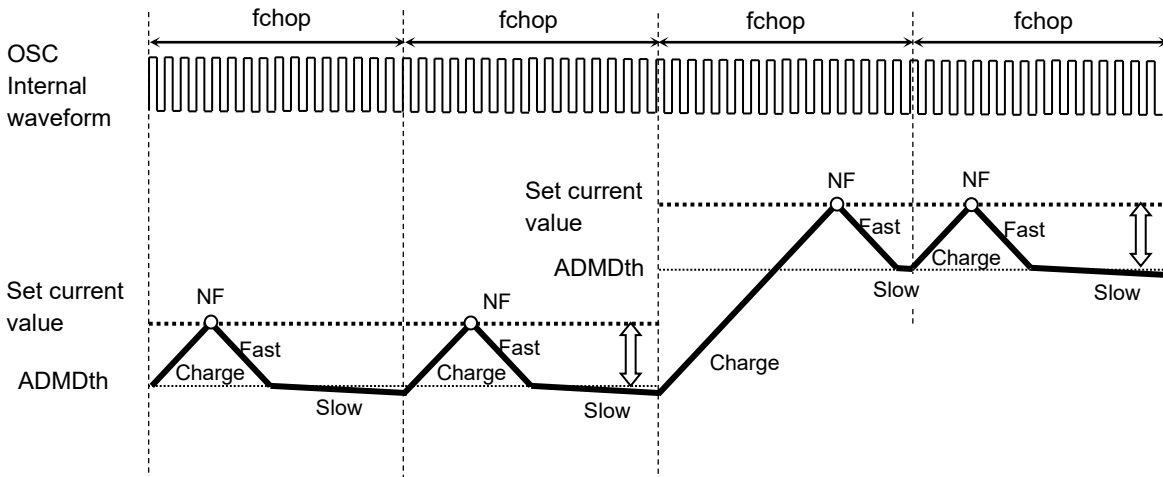 fchop fchop fchop fchop
OSC
Internal
waveform
Set current
value
NF NF
Fast Fast
ADMDth
Charge
Slow Slow
Charge
Set current
value
NF NF
Fast Fast
Charge Charge
ADMDth
Slow Slow